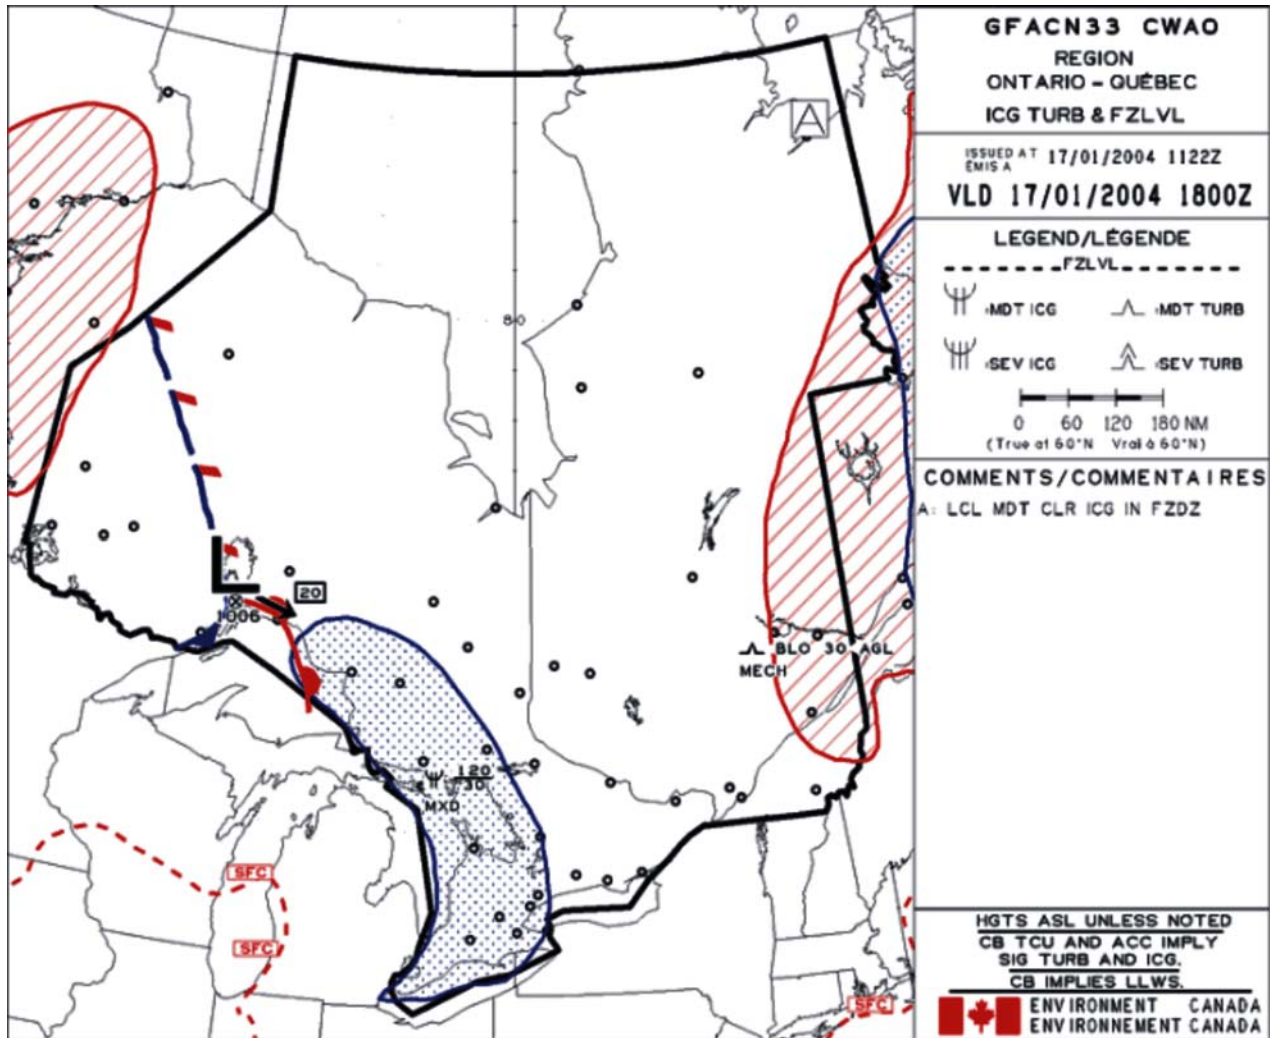 GFACN33 CWAO
REGION
ONTARIO – QUÉBEC
ICG TURB & FZLVL
ISSUED AT 17/01/2004 1122Z
ÉMIS A
VLD 17/01/2004 1800Z
LEGEND/LÉGENDE
FZLVL
MDT ICG
MDT TURB
SEV ICG
SEV TURB
0 60 120 180 NM
(True at 60°N Vrai à 60°N)
COMMENTS/COMMENTAIRES
A: LCL MDT CLR ICG IN FZDZ
HGTS ASL UNLESS NOTED
CB TCU AND ACC IMPLY
SIG TURB AND ICG.
CB IMPLIES LLWS.
ENVIRONMENT CANADA
ENVIRONNEMENT CANADA
A
80
L
20
1006
BLO 30 AGL
MECH
120
30
MXD
SFC
SFC
SFC